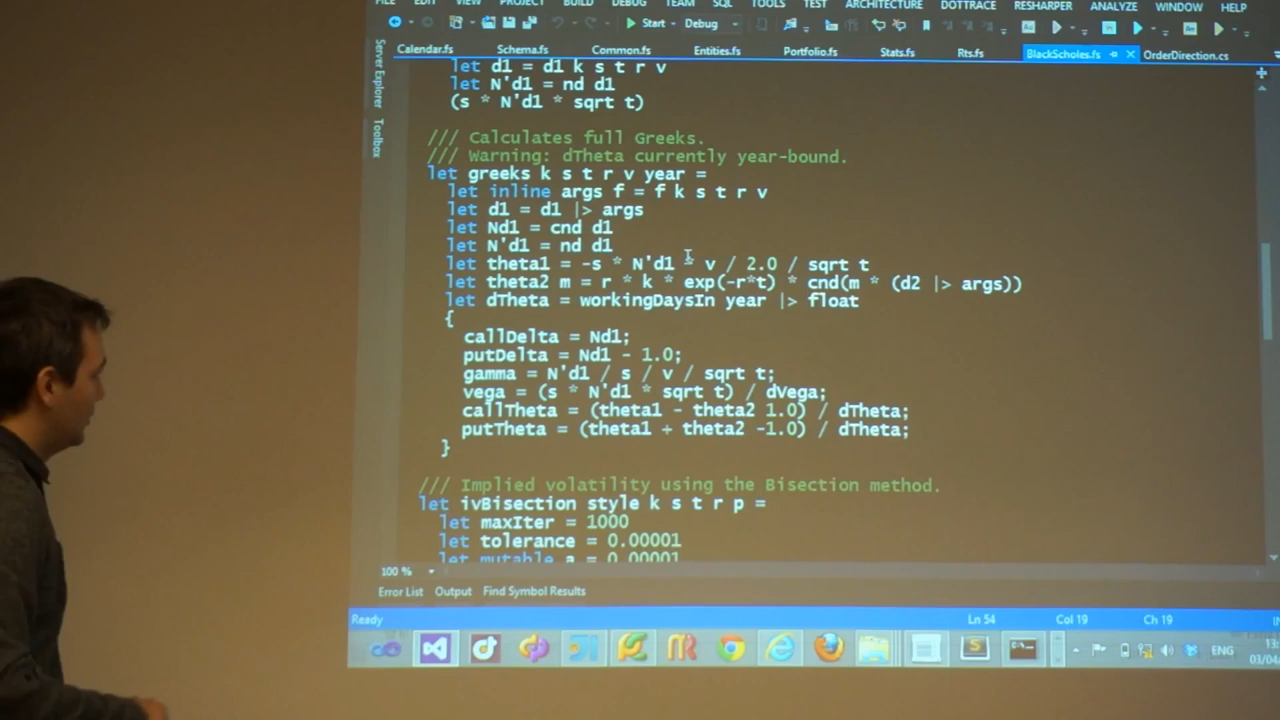 FILE EDIT VIEW PROJECT BUILD DEBUG TEAM SQL TOOLS TEST ARCHITECTURE DOTTRACE RESHARPER ANALYZE WINDOW HELP
Start Debug
Calendar.fs Schema.fs Common.fs Entities.fs Portfolio.fs Stats.fs Rts.fs BlackScholes.fs OrderDirection.cs
Server Explorer
Toolbox
let d1 = d1 k s t r v
let N'd1 = nd d1
(s * N'd1 * sqrt t)
/// Calculates full Greeks.
/// Warning: dTheta currently year-bound.
let greeks k s t r v year =
let inline args f = f k s t r v
let d1 = d1 |> args
let Nd1 = cnd d1
let N'd1 = nd d1
let theta1 = -s * N'd1 * v / 2.0 / sqrt t
let theta2 m = r * k * exp(-r*t) * cnd(m * (d2 |> args))
let dTheta = workingDaysIn year |> float
{
callDelta = Nd1;
putDelta = Nd1 - 1.0;
gamma = N'd1 / s / v / sqrt t;
vega = (s * N'd1 * sqrt t) / dVega;
callTheta = (theta1 - theta2 1.0) / dTheta;
putTheta = (theta1 + theta2 -1.0) / dTheta;
}
/// Implied volatility using the Bisection method.
let ivBisection style k s t r p =
let maxIter = 1000
let tolerance = 0.00001
let mutable a = 0.00001
100 %
Error List Output Find Symbol Results
Ready Ln 54 Col 19 Ch 19
ENG